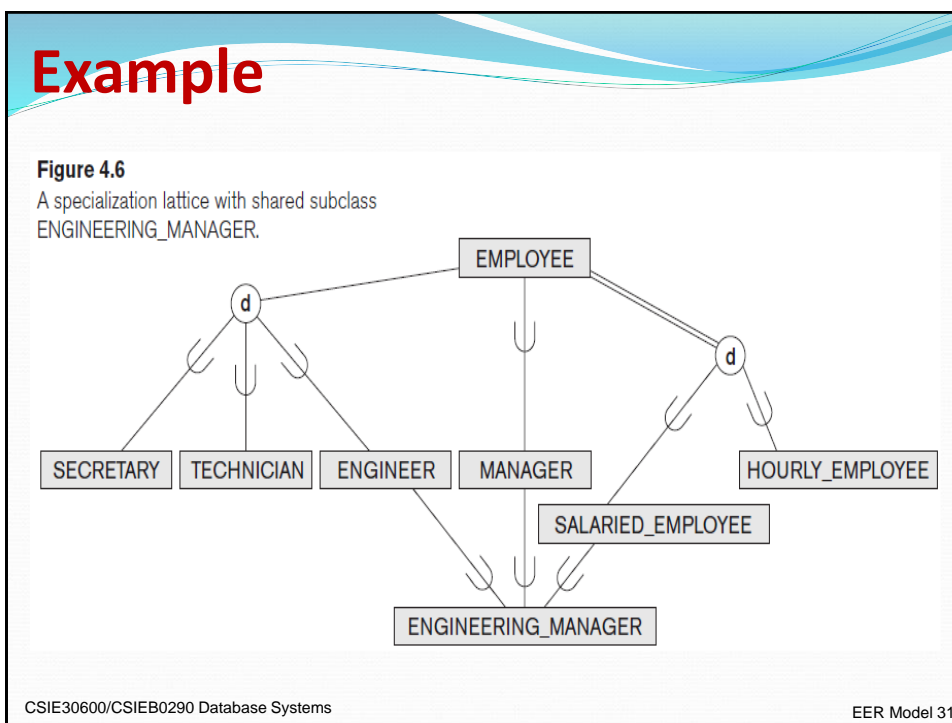 Example
Figure 4.6
A specialization lattice with shared subclass
ENGINEERING_MANAGER.
EMPLOYEE
d
d
SECRETARY
TECHNICIAN
ENGINEER
MANAGER
HOURLY_EMPLOYEE
SALARIED_EMPLOYEE
ENGINEERING_MANAGER
CSIE30600/CSIEB0290 Database Systems
EER Model 31